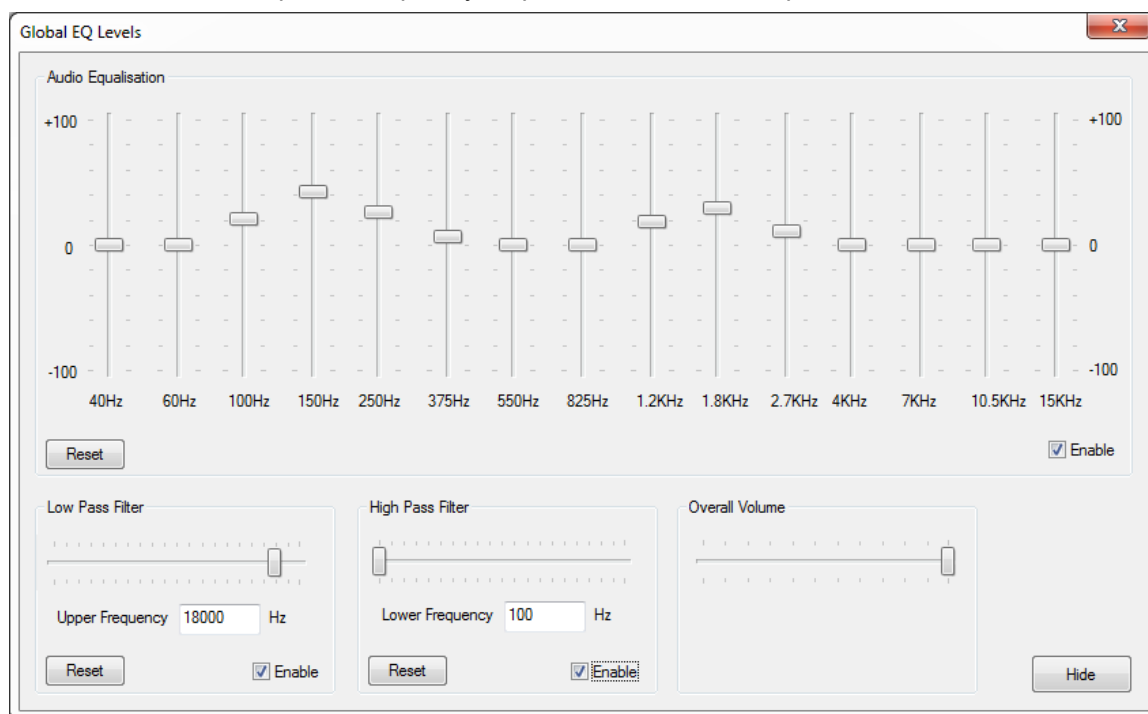 Global EQ Levels
Audio Equalisation
+100 +100
0 0
-100 -100
40Hz 60Hz 100Hz 150Hz 250Hz 375Hz 550Hz 825Hz 1.2KHz 1.8KHz 2.7KHz 4KHz 7KHz 10.5KHz 15KHz
Reset Enable
Low Pass Filter High Pass Filter Overall Volume
Upper Frequency 18000 Hz Lower Frequency 100 Hz
Reset Enable Reset Enable Hide